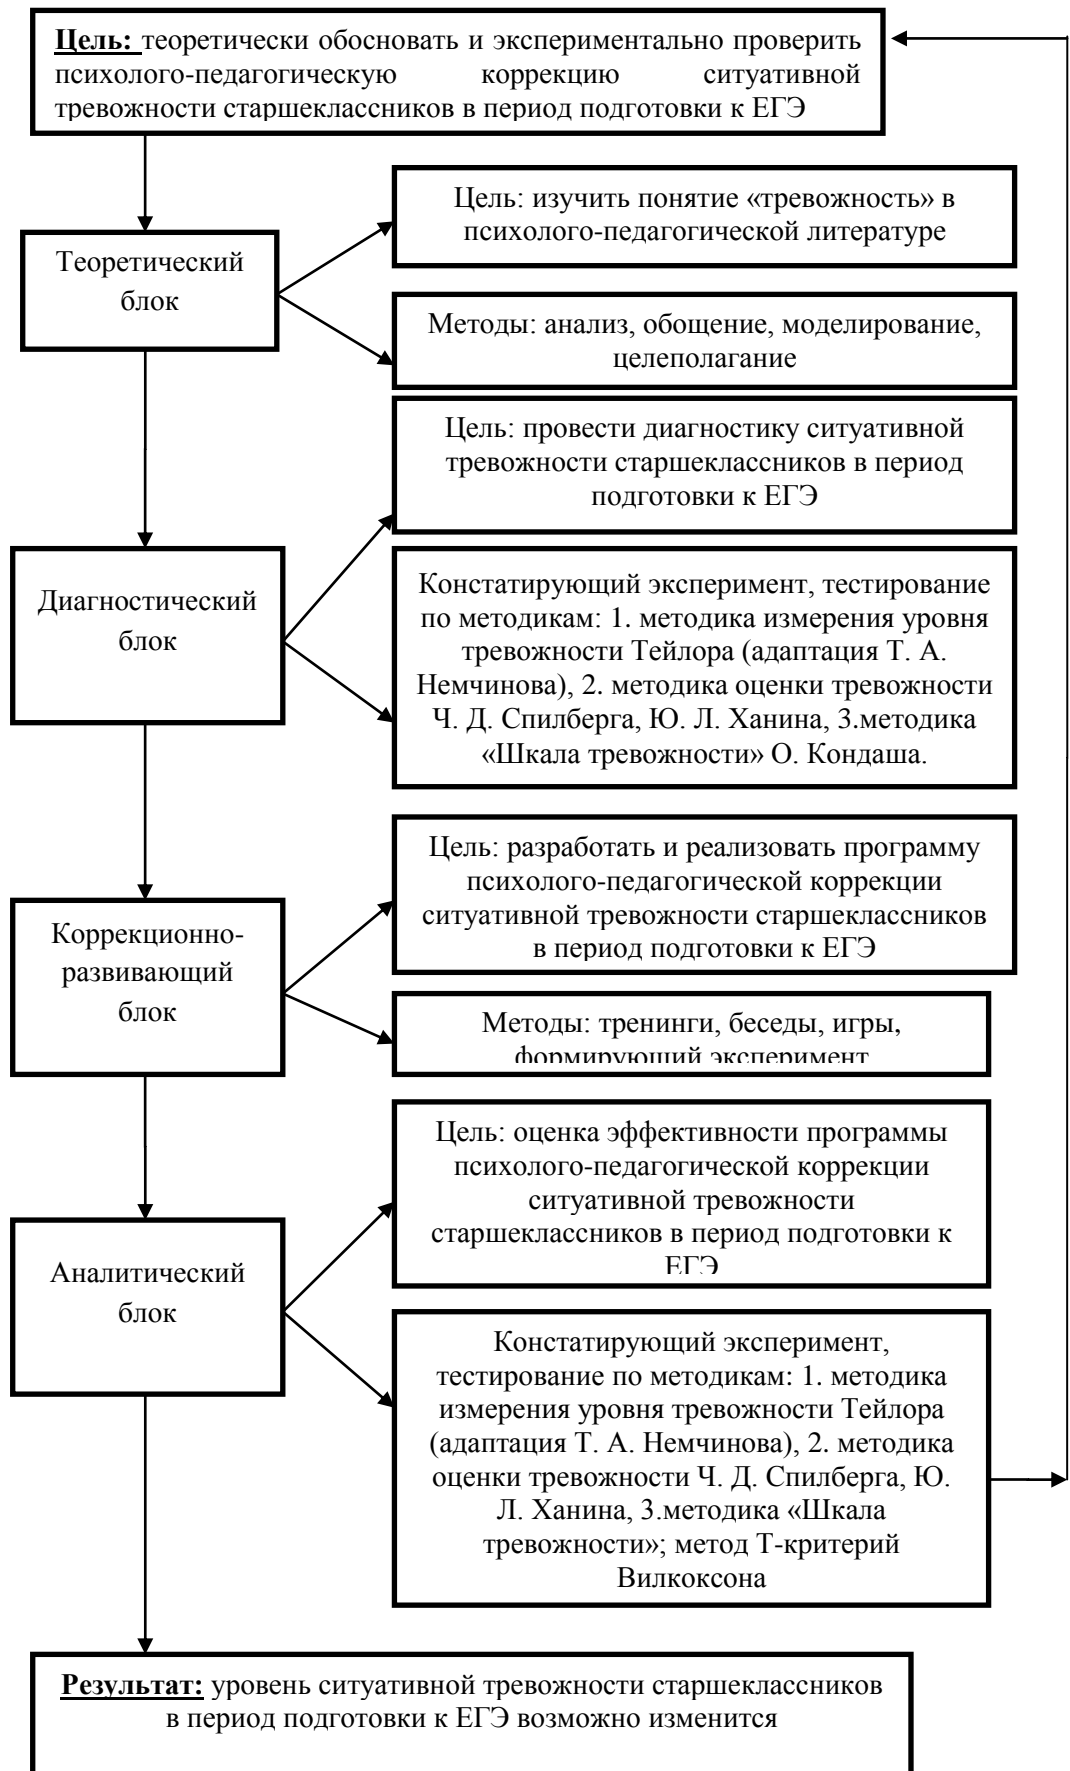 Цель: теоретически обосновать и экспериментально проверить
психолого-педагогическую коррекцию ситуативной
тревожности старшеклассников в период подготовки к ЕГЭ
Теоретический
блок
Цель: изучить понятие «тревожность» в
психолого-педагогической литературе
Методы: анализ, обощение, моделирование,
целеполагание
Диагностический
блок
Цель: провести диагностику ситуативной
тревожности старшеклассников в период
подготовки к ЕГЭ
Констатирующий эксперимент, тестирование
по методикам: 1. методика измерения уровня
тревожности Тейлора (адаптация Т. А.
Немчинова), 2. методика оценки тревожности
Ч. Д. Спилберга, Ю. Л. Ханина, 3.методика
«Шкала тревожности» О. Кондаша.
Коррекционно-
развивающий
блок
Цель: разработать и реализовать программу
психолого-педагогической коррекции
ситуативной тревожности старшеклассников
в период подготовки к ЕГЭ
Методы: тренинги, беседы, игры,
формирующий эксперимент
Аналитический
блок
Цель: оценка эффективности программы
психолого-педагогической коррекции
ситуативной тревожности
старшеклассников в период подготовки к
ЕГЭ
Констатирующий эксперимент,
тестирование по методикам: 1. методика
измерения уровня тревожности Тейлора
(адаптация Т. А. Немчинова), 2. методика
оценки тревожности Ч. Д. Спилберга, Ю.
Л. Ханина, 3.методика «Шкала
тревожности»; метод Т-критерий
Вилкоксона
Результат: уровень ситуативной тревожности старшеклассников
в период подготовки к ЕГЭ возможно изменится